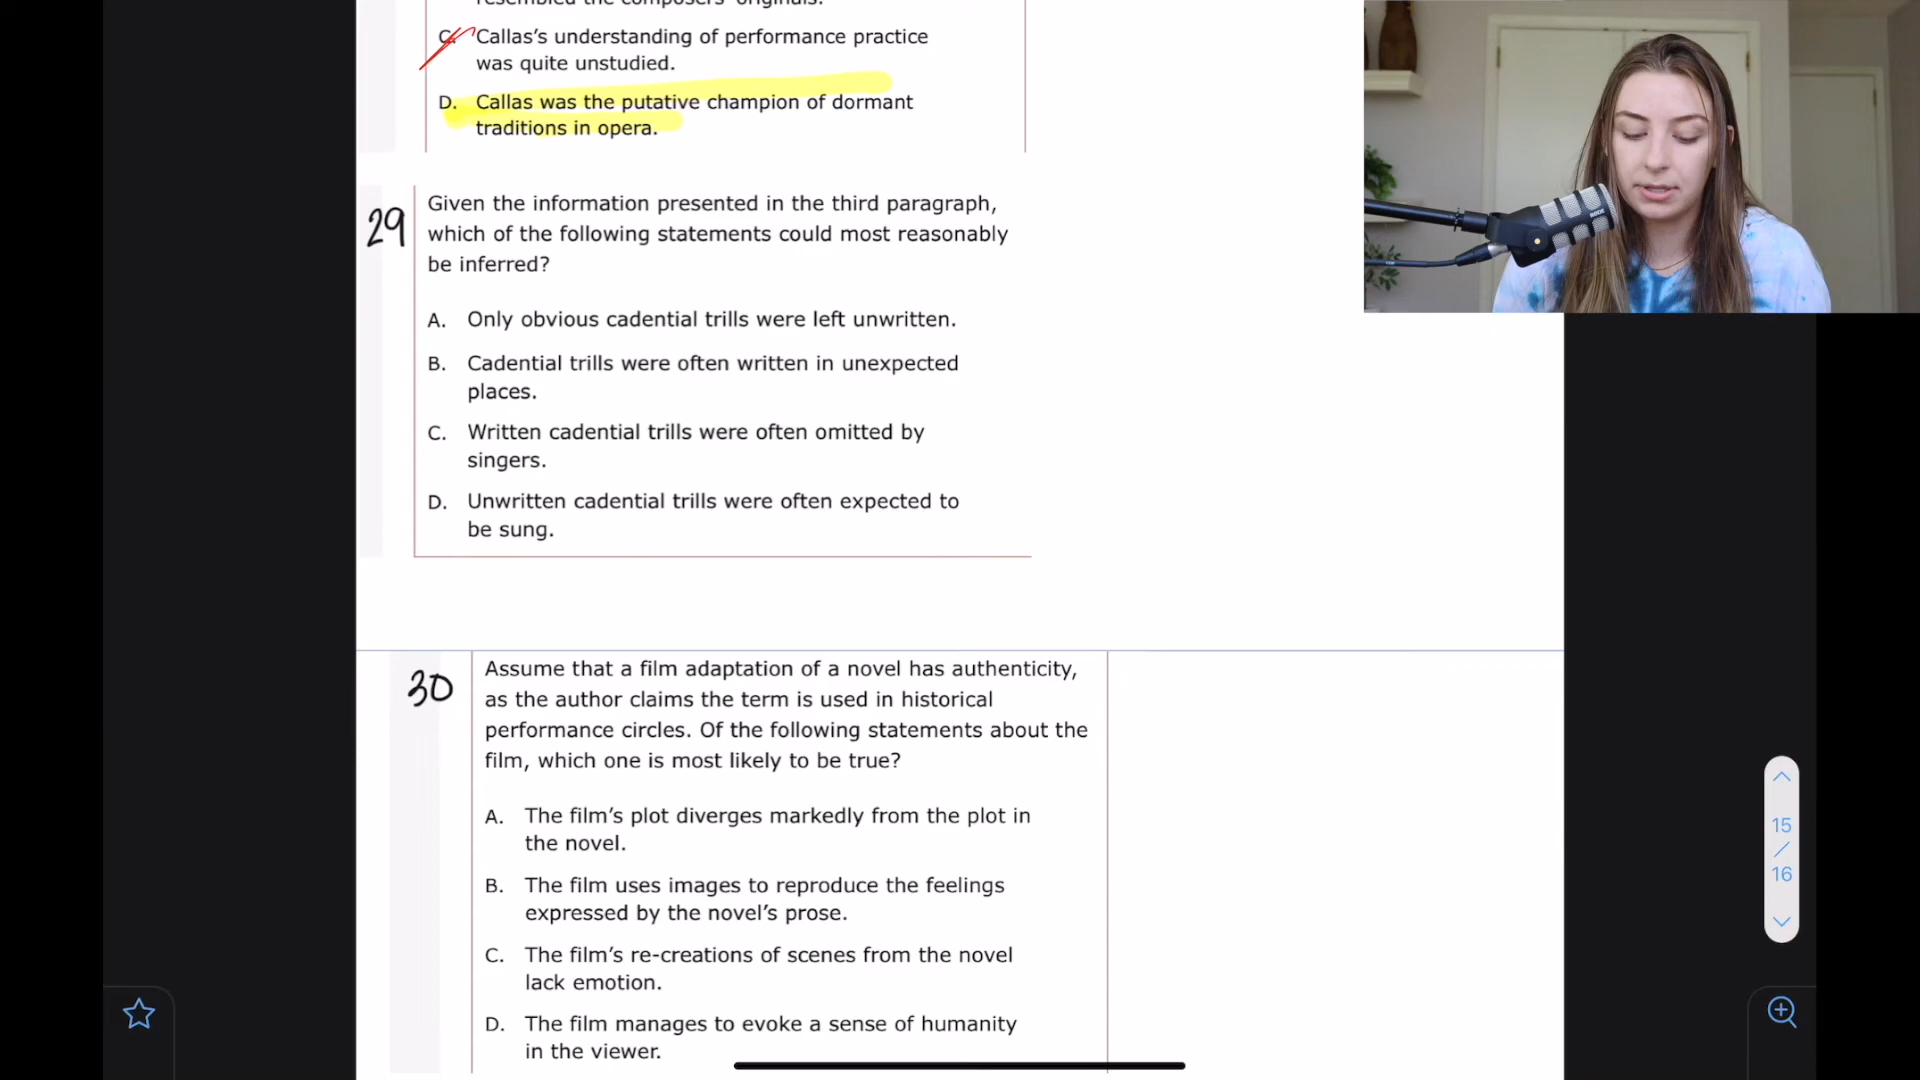 resembled the composers' originals.
C. Callas's understanding of performance practice
was quite unstudied.
D. Callas was the putative champion of dormant
traditions in opera.
29
Given the information presented in the third paragraph,
which of the following statements could most reasonably
be inferred?
A. Only obvious cadential trills were left unwritten.
B. Cadential trills were often written in unexpected
places.
C. Written cadential trills were often omitted by
singers.
D. Unwritten cadential trills were often expected to
be sung.
30
Assume that a film adaptation of a novel has authenticity,
as the author claims the term is used in historical
performance circles. Of the following statements about the
film, which one is most likely to be true?
A. The film's plot diverges markedly from the plot in
the novel.
B. The film uses images to reproduce the feelings
expressed by the novel's prose.
C. The film's re-creations of scenes from the novel
lack emotion.
D. The film manages to evoke a sense of humanity
in the viewer.
15
/
16
RODE